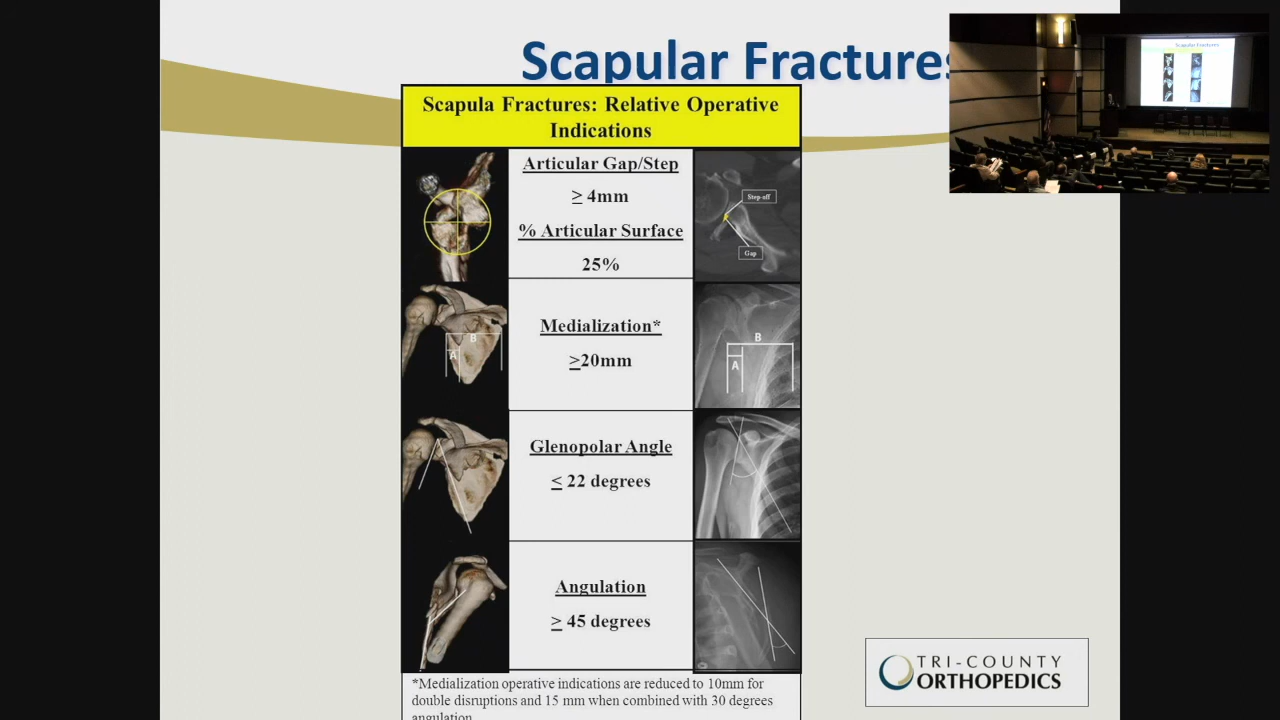 Scapular Fractures
Scapula Fractures: Relative Operative
Indications
Articular Gap/Step
≥ 4mm
% Articular Surface
25%
Step-off
Gap
Medialization*
≥20mm
B
A
B
A
Glenopolar Angle
≤ 22 degrees
Angulation
≥ 45 degrees
*Medialization operative indications are reduced to 10mm for
double disruptions and 15 mm when combined with 30 degrees
angulation
TRI-COUNTY
ORTHOPEDICS
Scapular Fractures